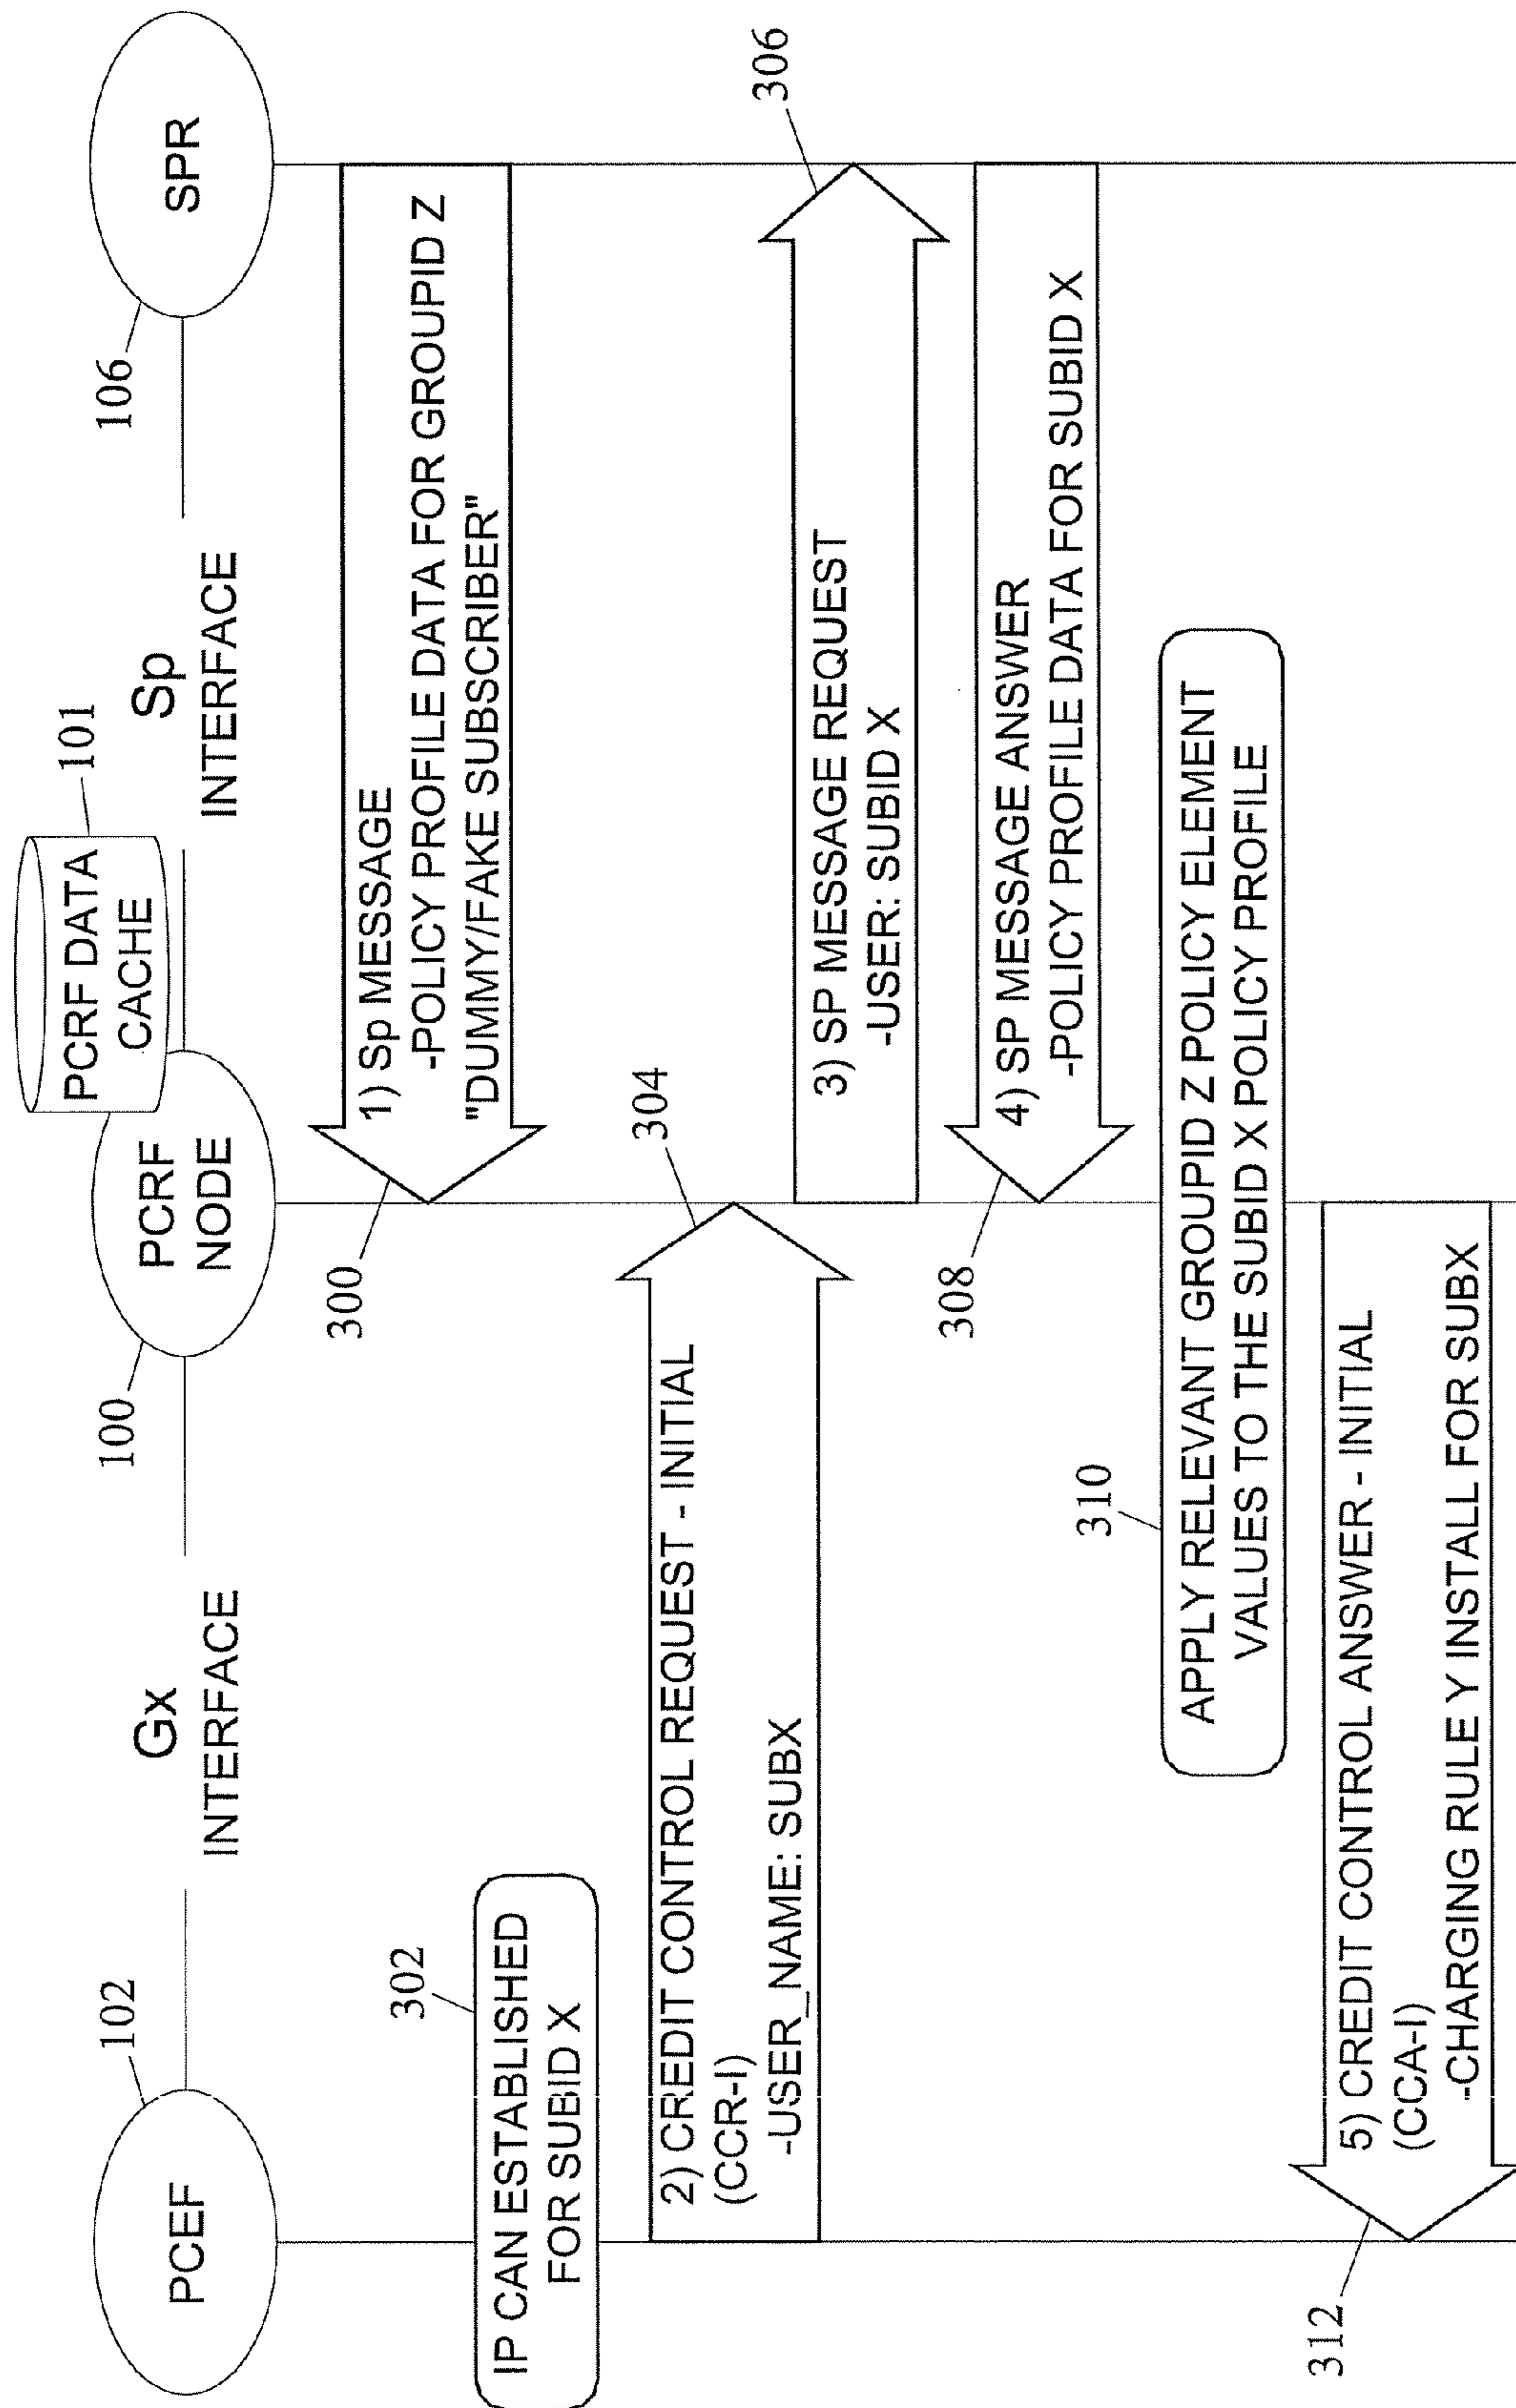 PCEF
102
Gx
INTERFACE
100
PCRF
NODE
PCRF DATA
CACHE
101
Sp
INTERFACE
106
SPR
300
1) Sp MESSAGE
-POLICY PROFILE DATA FOR GROUPID Z
"DUMMY/FAKE SUBSCRIBER"
302
IP CAN ESTABLISHED
FOR SUBID X
304
2) CREDIT CONTROL REQUEST - INITIAL
(CCR-I)
-USER_NAME: SUBX
306
3) SP MESSAGE REQUEST
-USER: SUBID X
308
4) SP MESSAGE ANSWER
-POLICY PROFILE DATA FOR SUBID X
310
APPLY RELEVANT GROUPID Z POLICY ELEMENT
VALUES TO THE SUBID X POLICY PROFILE
312
5) CREDIT CONTROL ANSWER - INITIAL
(CCA-I)
-CHARGING RULE Y INSTALL FOR SUBX